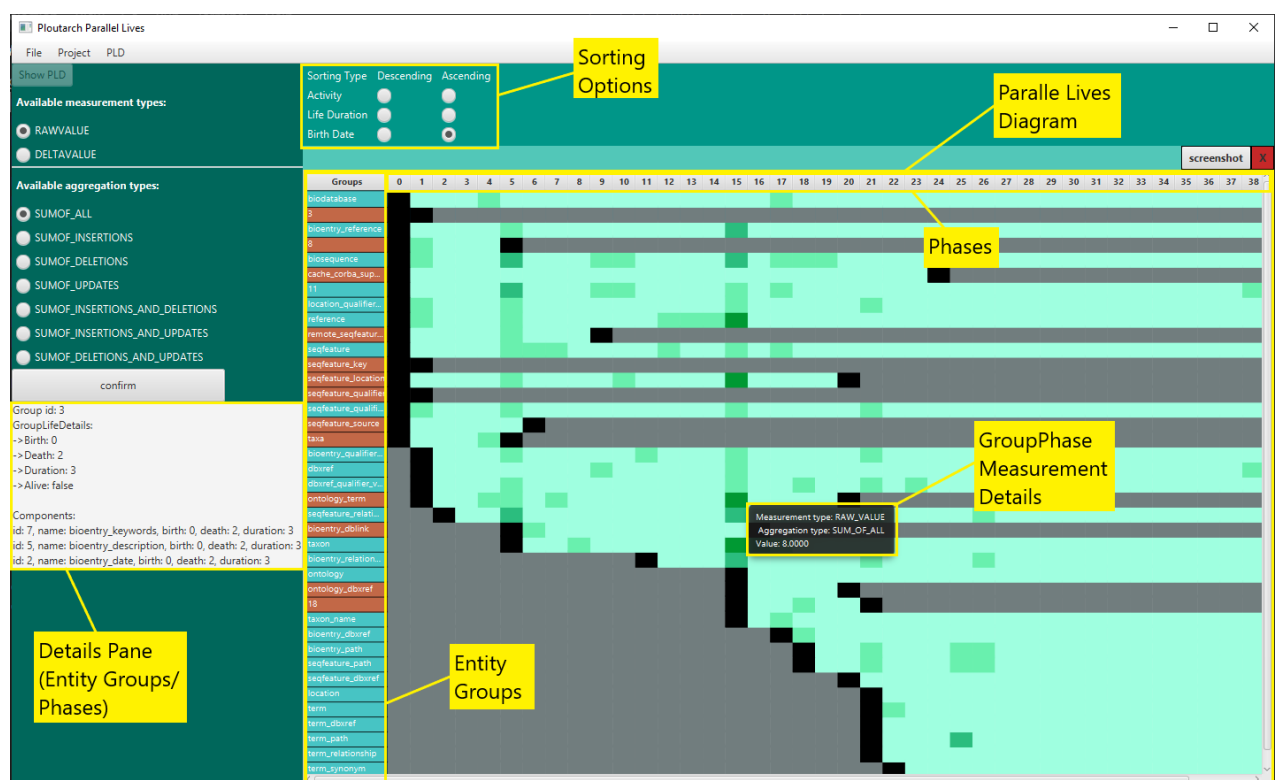 Ploutarch Parallel Lives
File Project PLD
Show PLD
Available measurement types:
RAWVALUE
DELTAVALUE
Available aggregation types:
SUMOF_ALL
SUMOF_INSERTIONS
SUMOF_DELETIONS
SUMOF_UPDATES
SUMOF_INSERTIONS_AND_DELETIONS
SUMOF_INSERTIONS_AND_UPDATES
SUMOF_DELETIONS_AND_UPDATES
confirm
Group id: 3
GroupLifeDetails:
->Birth: 0
->Death: 2
->Duration: 3
->Alive: false
Components:
id: 7, name: bioentry_keywords, birth: 0, death: 2, duration: 3
id: 5, name: bioentry_description, birth: 0, death: 2, duration: 3
id: 2, name: bioentry_date, birth: 0, death: 2, duration: 3
Details Pane
(Entity Groups/
Phases)
Sorting Type Descending Ascending
Activity
Life Duration
Birth Date
Sorting
Options
Paralle Lives
Diagram
screenshot X
Groups 0 1 2 3 4 5 6 7 8 9 10 11 12 13 14 15 16 17 18 19 20 21 22 23 24 25 26 27 28 29 30 31 32 33 34 35 36 37 38
biodatabase
3
bioentry_reference
8
biosequence
cache_corba_sup...
11
location_qualifier...
reference
remote_seqfeatur...
seqfeature
seqfeature_key
seqfeature_location
seqfeature_qualifier
seqfeature_qualifi...
seqfeature_source
taxa
bioentry_qualifier...
dbxref
dbxref_qualifier_v...
ontology_term
seqfeature_relati...
bioentry_dblink
taxon
bioentry_relation...
ontology
ontology_dbxref
18
taxon_name
bioentry_dbxref
bioentry_path
seqfeature_path
seqfeature_dbxref
location
term
term_dbxref
term_path
term_relationship
term_synonym
Phases
GroupPhase
Measurement
Details
Measurement type: RAW_VALUE
Aggregation type: SUM_OF_ALL
Value: 8.0000
Entity
Groups